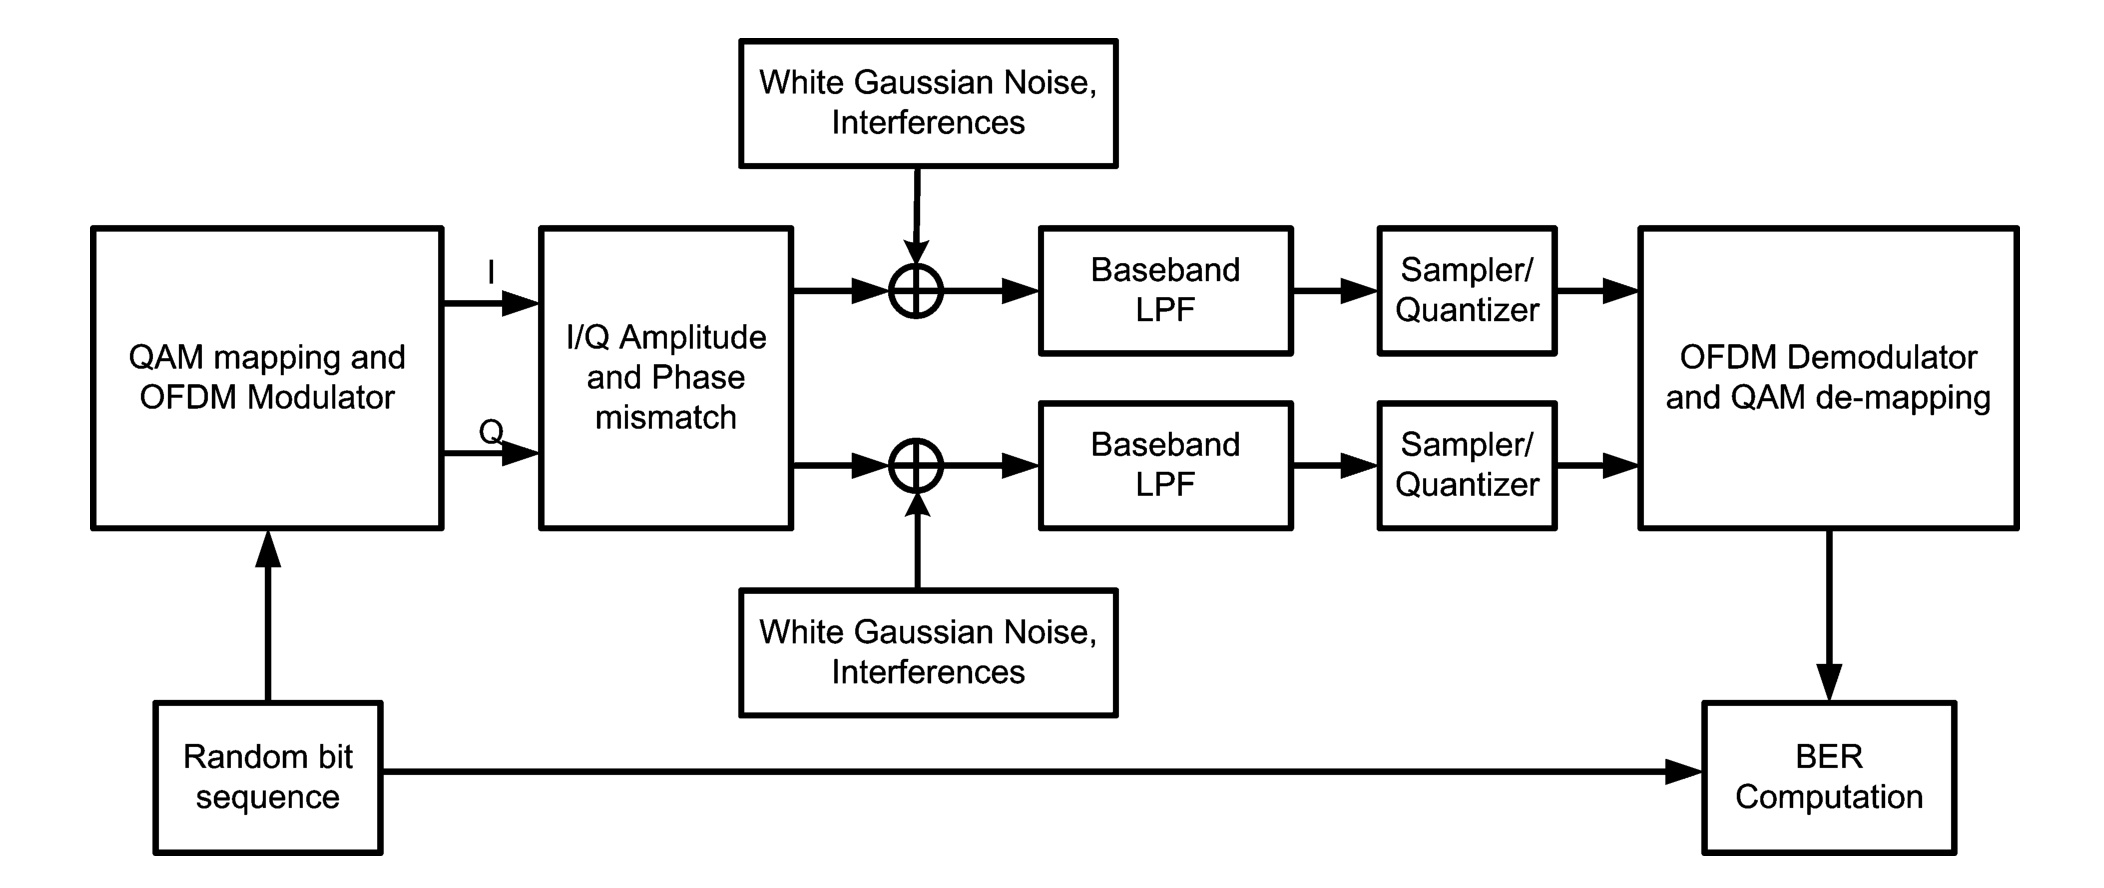 White Gaussian Noise,
Interferences
QAM mapping and
OFDM Modulator
I
Q
I/Q Amplitude
and Phase
mismatch
Baseband
LPF
Sampler/
Quantizer
Baseband
LPF
Sampler/
Quantizer
OFDM Demodulator
and QAM de-mapping
White Gaussian Noise,
Interferences
Random bit
sequence
BER
Computation